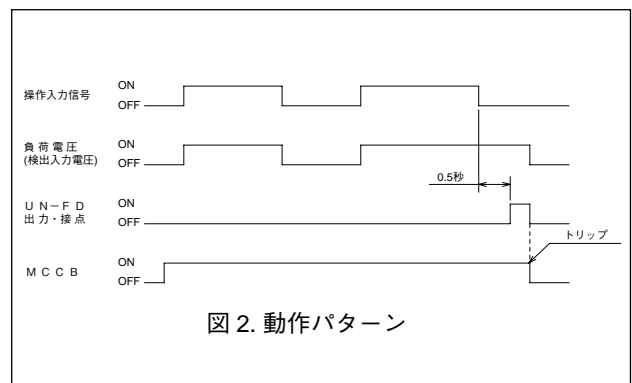 操作入力信号
ON
OFF
負荷電圧
(検出入力電圧)
ON
OFF
0.5秒
UN-FD
出力・接点
ON
OFF
トリップ
MCCB
ON
OFF
図 2. 動作パターン